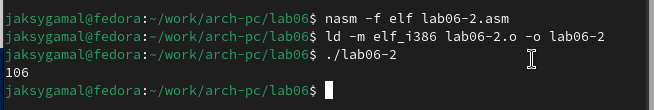 jaksygamal@fedora:~/work/arch-pc/lab06$ nasm -f elf lab06-2.asm
jaksygamal@fedora:~/work/arch-pc/lab06$ ld -m elf_i386 lab06-2.o -o lab06-2
jaksygamal@fedora:~/work/arch-pc/lab06$ ./lab06-2
106
jaksygamal@fedora:~/work/arch-pc/lab06$